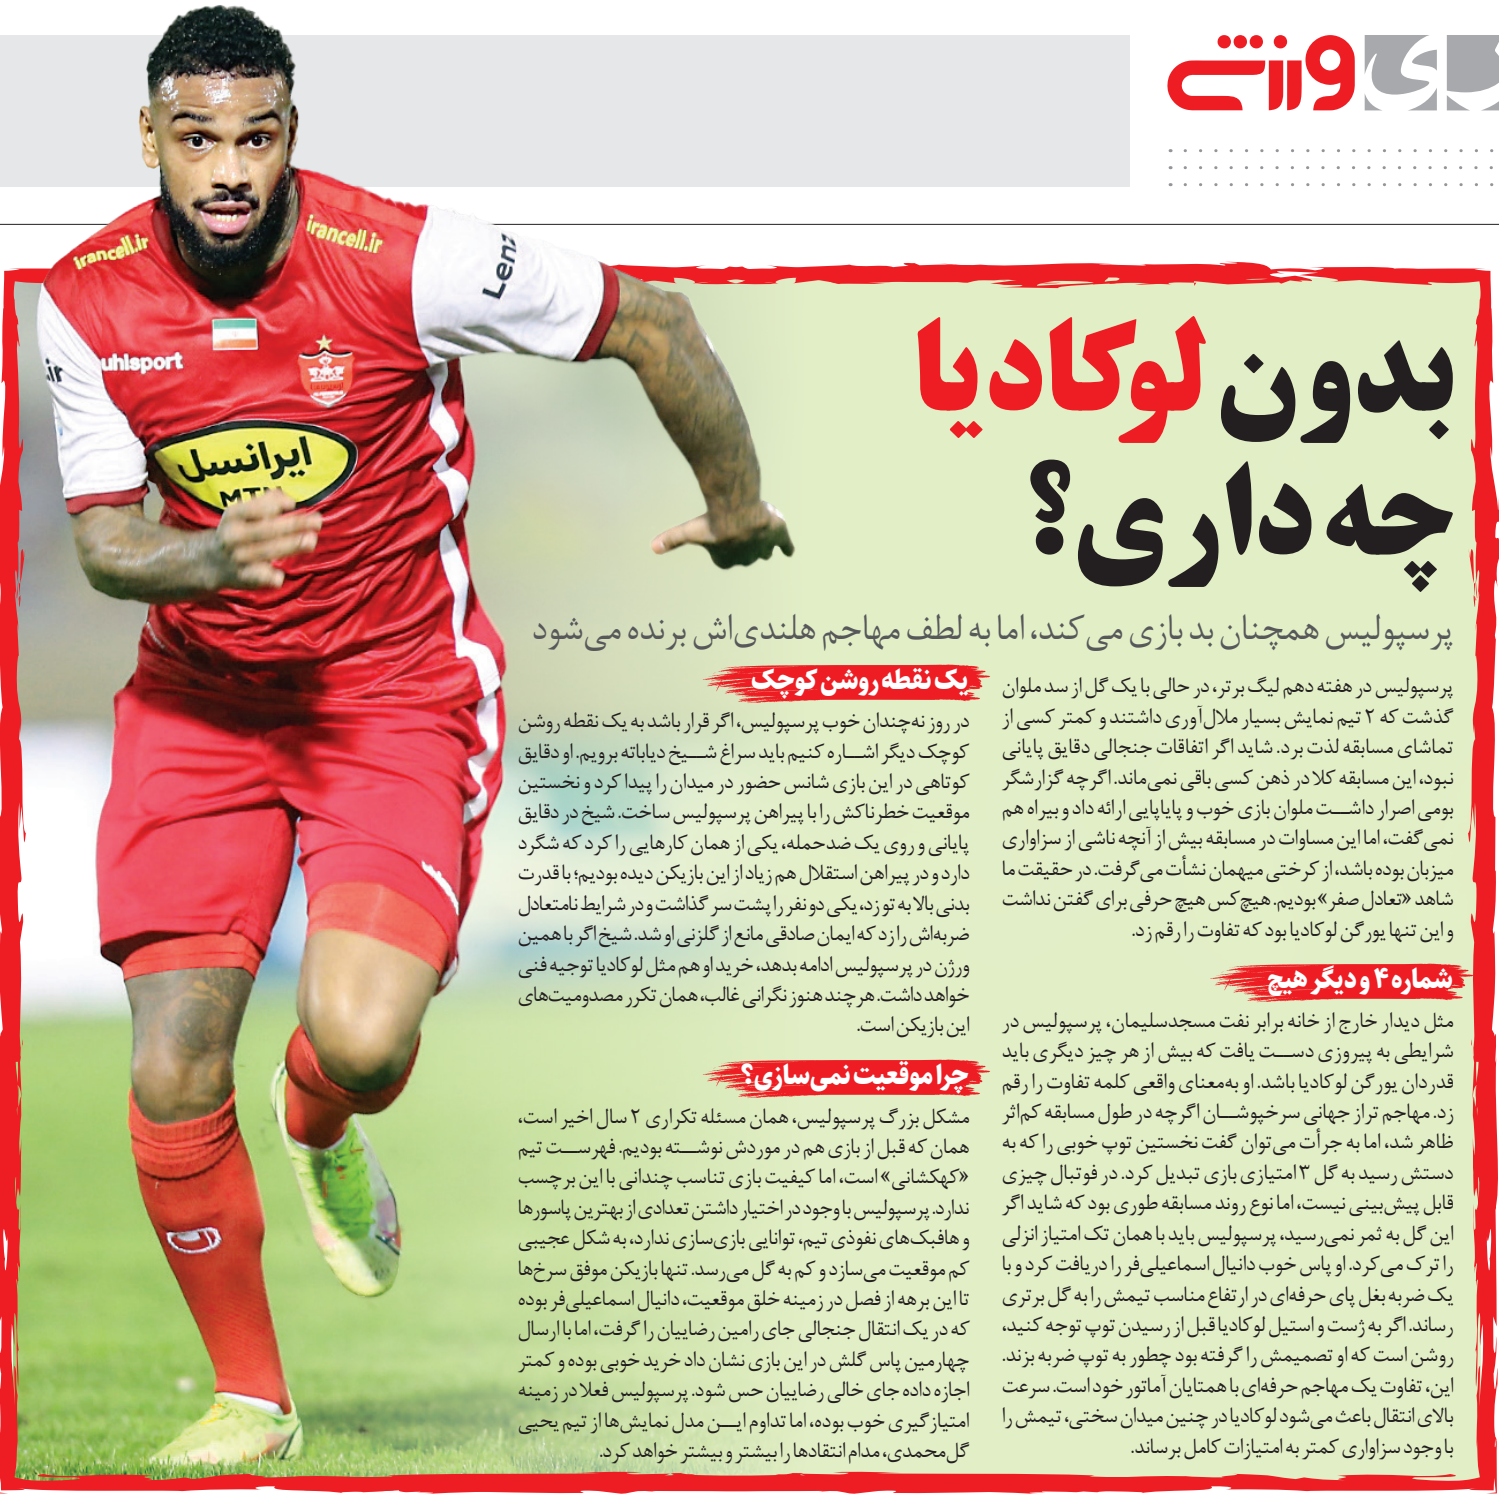 ورزشی
بدون لوکادیا
چه داری؟
پرسپولیس همچنان بد بازی می‌کند، اما به لطف مهاجم هلندی‌اش برنده می‌شود
پرسپولیس در هفته دهم لیگ برتر، در حالی با یک گل از سد ملوان
گذشت که ۲ تیم نمایش بسیار ملال‌آوری داشتند و کمتر کسی از
تماشای مسابقه لذت برد. شاید اگر اتفاقات جنجالی دقایق پایانی
نبود، این مسابقه کلا در ذهن کسی باقی نمی‌ماند. اگرچه گزارشگر
بومی اصرار داشت ملوان بازی خوب و پایاپایی ارائه داد و بیراه هم
نمی‌گفت، اما این مساوات در مسابقه بیش از آنچه ناشی از سزاواری
میزبان بوده باشد، از کرختی میهمان نشأت می‌گرفت. در حقیقت ما
شاهد «تعادل صفر» بودیم. هیچ کس هیچ حرفی برای گفتن نداشت
و این تنها یورگن لوکادیا بود که تفاوت را رقم زد.
شماره ۴ و دیگر هیچ
مثل دیدار خارج از خانه برابر نفت مسجدسلیمان، پرسپولیس در
شرایطی به پیروزی دست یافت که بیش از هر چیز دیگری باید
قدردان یورگن لوکادیا باشد. او به‌معنای واقعی کلمه تفاوت را رقم
زد. مهاجم تراز جهانی سرخپوشان اگرچه در طول مسابقه کم‌اثر
ظاهر شد، اما به جرأت می‌توان گفت نخستین توپ خوبی را که به
دستش رسید به گل ۳ امتیازی بازی تبدیل کرد. در فوتبال چیزی
قابل پیش‌بینی نیست، اما نوع روند مسابقه طوری بود که شاید اگر
این گل به ثمر نمی‌رسید، پرسپولیس باید با همان تک امتیاز انزلی
را ترک می‌کرد. او پاس خوب دانیال اسماعیلی‌فر را دریافت کرد و با
یک ضربه بغل پای حرفه‌ای در ارتفاع مناسب تیمش را به گل برتری
رساند. اگر به ژست و استیل لوکادیا قبل از رسیدن توپ توجه کنید،
روشن است که او تصمیمش را گرفته بود چطور به توپ ضربه بزند.
این، تفاوت یک مهاجم حرفه‌ای با همتایان آماتور خود است. سرعت
بالای انتقال باعث می‌شود لوکادیا در چنین میدان سختی، تیمش را
با وجود سزاواری کمتر به امتیازات کامل برساند.
یک نقطه روشن کوچک
در روز نه‌چندان خوب پرسپولیس، اگر قرار باشد به یک نقطه روشن
کوچک دیگر اشاره کنیم باید سراغ شیخ دیاباته برویم. او دقایق
کوتاهی در این بازی شانس حضور در میدان را پیدا کرد و نخستین
موقعیت خطرناکش را با پیراهن پرسپولیس ساخت. شیخ در دقایق
پایانی و روی یک ضدحمله، یکی از همان کارهایی را کرد که شگرد
دارد و در پیراهن استقلال هم زیاد از این بازیکن دیده بودیم؛ با قدرت
بدنی بالا به تو زد، یکی دو نفر را پشت سر گذاشت و در شرایط نامتعادل
ضربه‌اش را زد که ایمان صادقی مانع از گلزنی او شد. شیخ اگر با همین
ورژن در پرسپولیس ادامه بدهد، خرید او هم مثل لوکادیا توجیه فنی
خواهد داشت. هر چند هنوز نگرانی غالب، همان تکرر مصدومیت‌های
این بازیکن است.
چرا موقعیت نمی‌سازی؟
مشکل بزرگ پرسپولیس، همان مسئله تکراری ۲ سال اخیر است،
همان که قبل از بازی هم در موردش نوشته بودیم. فهرست تیم
«کهکشانی» است، اما کیفیت بازی تناسب چندانی با این برچسب
ندارد. پرسپولیس با وجود در اختیار داشتن تعدادی از بهترین پاسورها
و هافبک‌های نفوذی تیم، توانایی بازی‌سازی ندارد، به شکل عجیبی
کم موقعیت می‌سازد و کم به گل می‌رسد. تنها بازیکن موفق سرخ‌ها
تا این برهه از فصل در زمینه خلق موقعیت، دانیال اسماعیلی‌فر بوده
که در یک انتقال جنجالی جای رامین رضاییان را گرفت، اما با ارسال
چهارمین پاس گلش در این بازی نشان داد خرید خوبی بوده و کمتر
اجازه داده جای خالی رضاییان حس شود. پرسپولیس فعلا در زمینه
امتیازگیری خوب بوده، اما تداوم این مدل نمایش‌ها از تیم یحیی
گل‌محمدی، مدام انتقادها را بیشتر و بیشتر خواهد کرد.
irancell.ir
irancell.ir
Lenz
uhlsport
.ir
ایرانسل